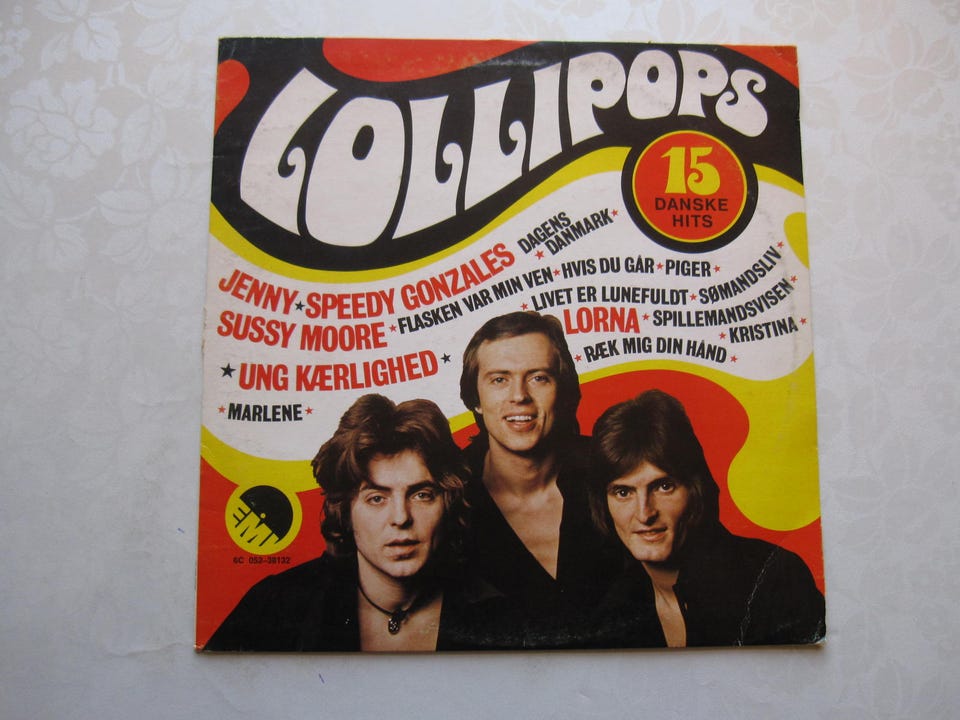 LOLLIPOPS
15
DANSKE
HITS
DAGENS
DANMARK*
JENNY*SPEEDY GONZALES
*FLASKEN VAR MIN VEN*HVIS DU GÅR*PIGER*
SUSSY MOORE
*LIVET ER LUNEFULDT*SØMANDSLIV*
LORNA*SPILLEMANDSVISEN*
*KRISTINA*
*RÆK MIG DIN HÅND*
*UNG KÆRLIGHED*
*MARLENE*
EMI
6C 052-38132